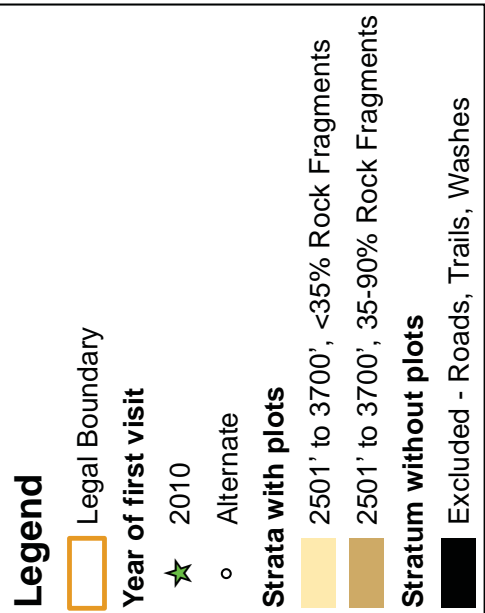 Legend
Legal Boundary
Year of first visit
2010
Alternate
Strata with plots
2501' to 3700', <35% Rock Fragments
2501' to 3700', 35-90% Rock Fragments
Stratum without plots
Excluded - Roads, Trails, Washes